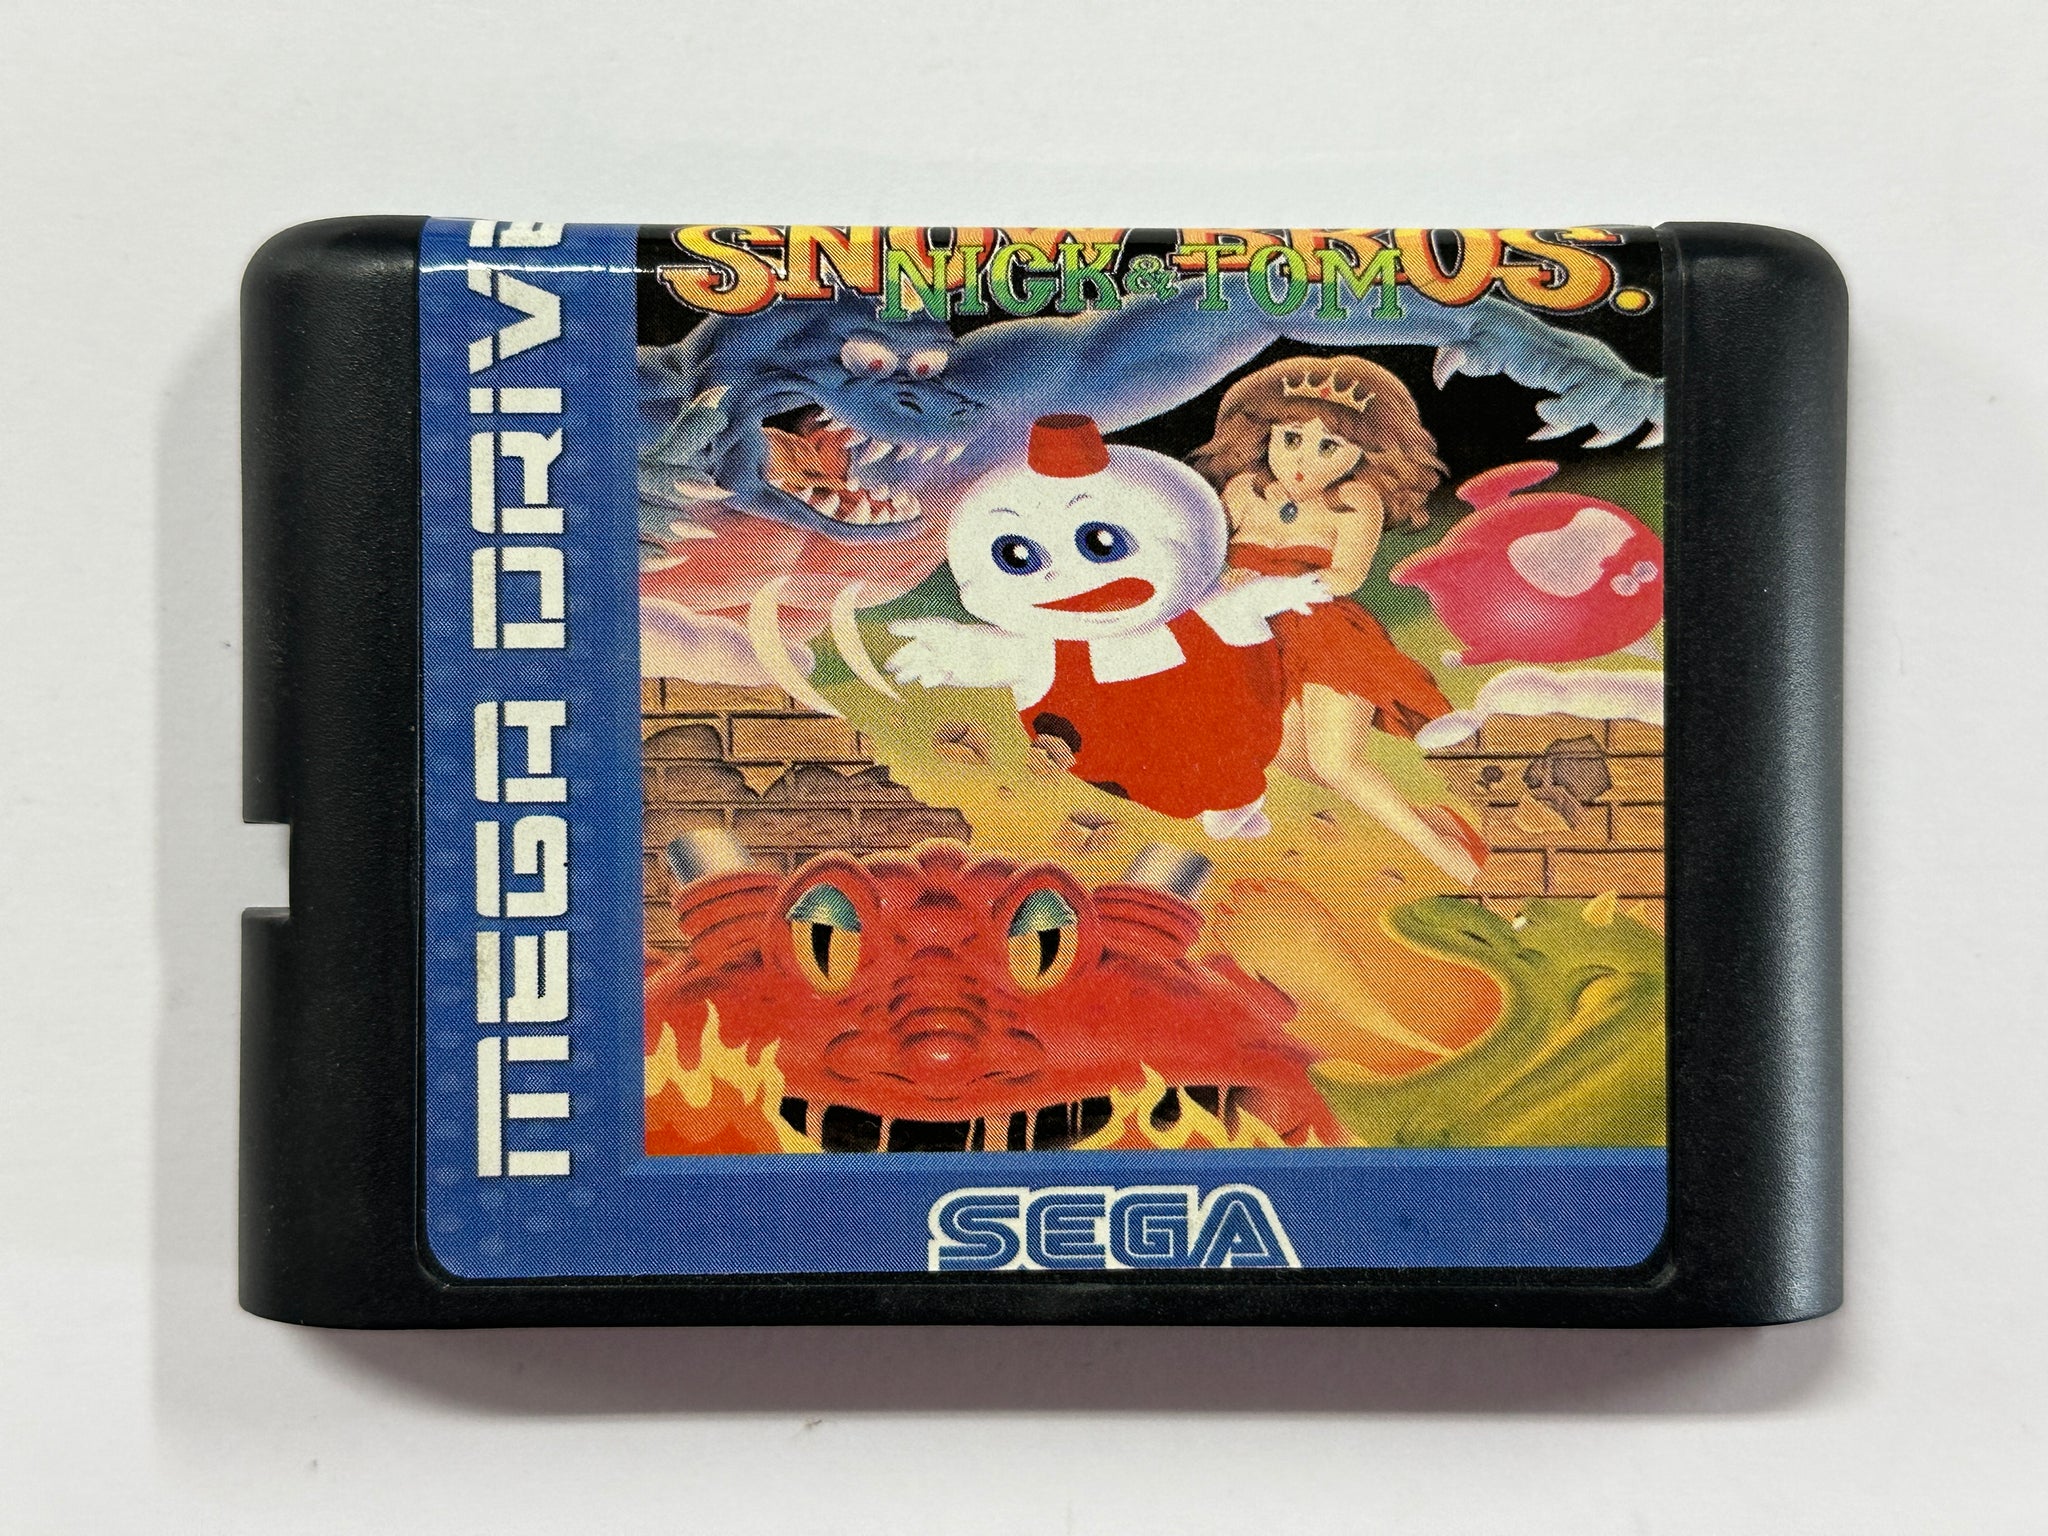 MEGA DRIVE
SNOW BROS.
NICK & TOM
SEGA